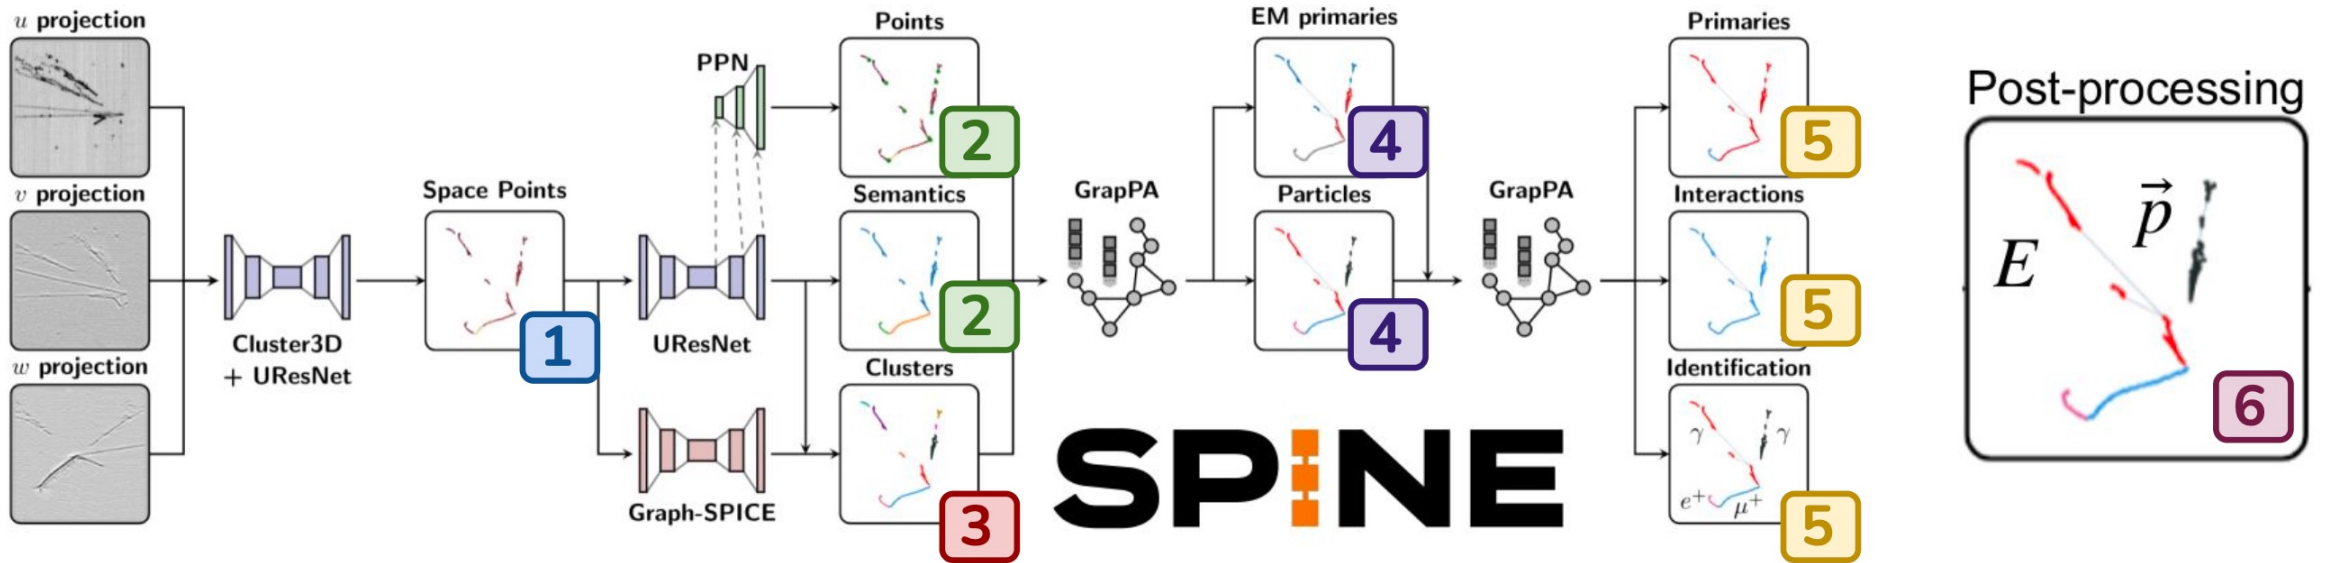 u projection
v projection
w projection
Cluster3D
+ UResNet
Space Points
1
PPN
UResNet
Graph-SPICE
Points
2
Semantics
2
Clusters
3
GrapPA
EM primaries
4
Particles
4
GrapPA
SPINE
Primaries
5
Interactions
5
Identification
γ
γ
e⁺
μ⁺
5
Post-processing
E
p⃗
6